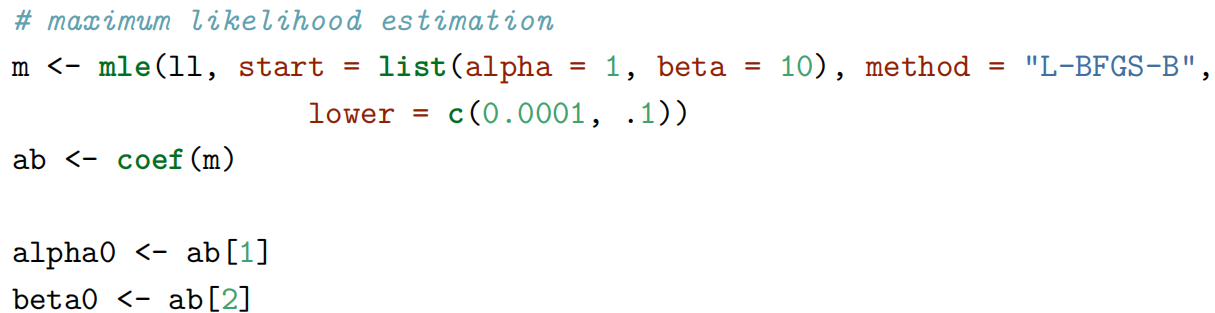 # maximum likelihood estimation
m <- mle(ll, start = list(alpha = 1, beta = 10), method = "L-BFGS-B",
lower = c(0.0001, .1))
ab <- coef(m)
alpha0 <- ab[1]
beta0 <- ab[2]